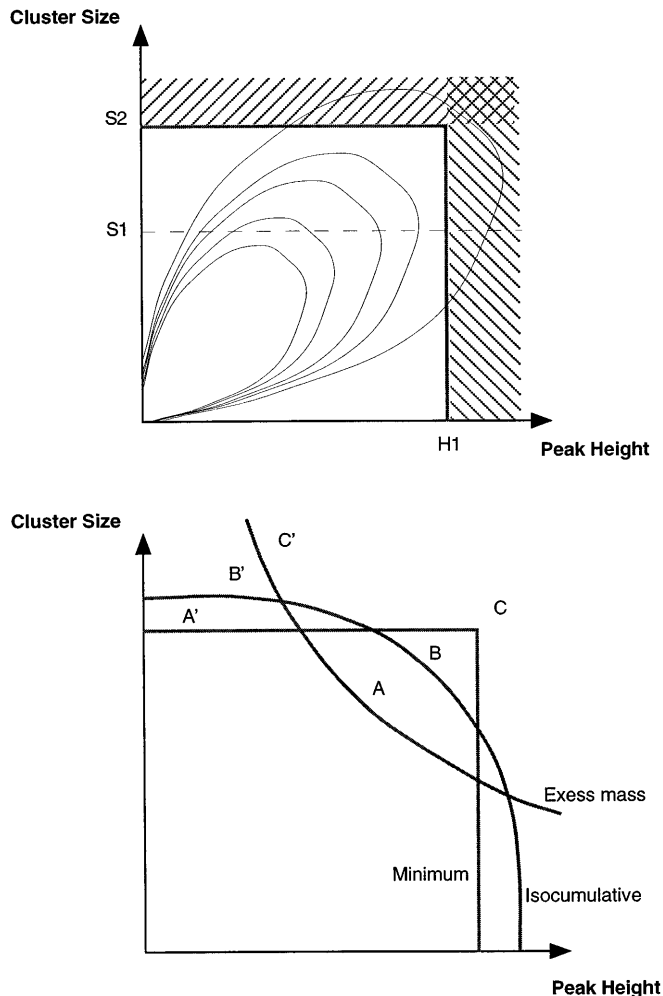 Cluster Size
S2
S1
H1
Peak Height
Cluster Size
C'
B'
A'
C
B
A
Exess mass
Minimum
Isocumulative
Peak Height